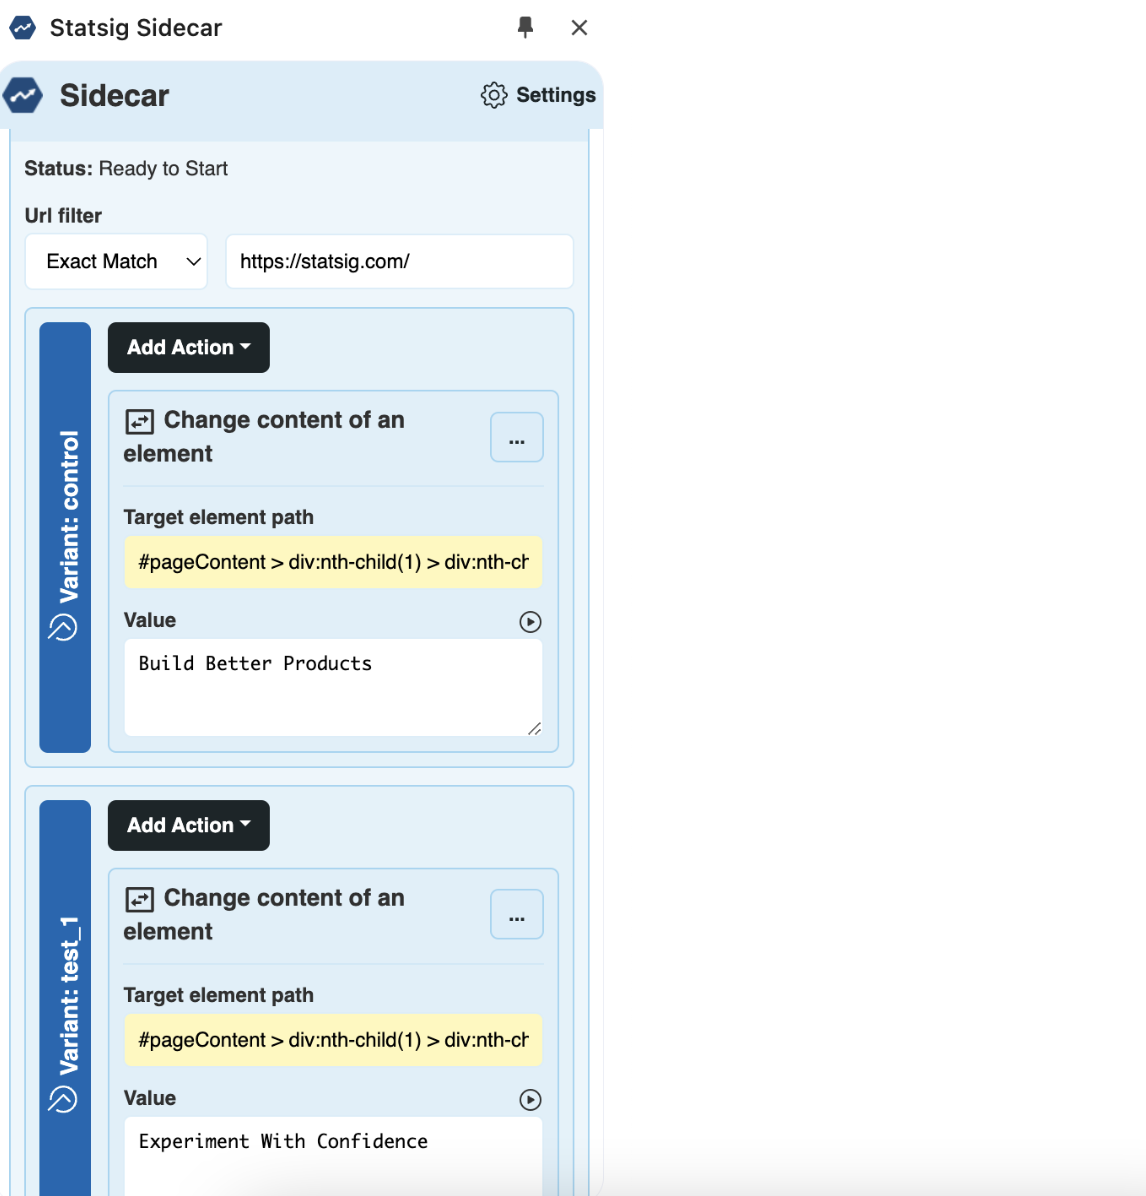 Statsig Sidecar
Sidecar
Settings
Status: Ready to Start
Url filter
Exact Match
https://statsig.com/
Variant: control
Add Action
Change content of an
element
...
Target element path
#pageContent > div:nth-child(1) > div:nth-ch
Value
Build Better Products
Variant: test_1
Add Action
Change content of an
element
...
Target element path
#pageContent > div:nth-child(1) > div:nth-ch
Value
Experiment With Confidence